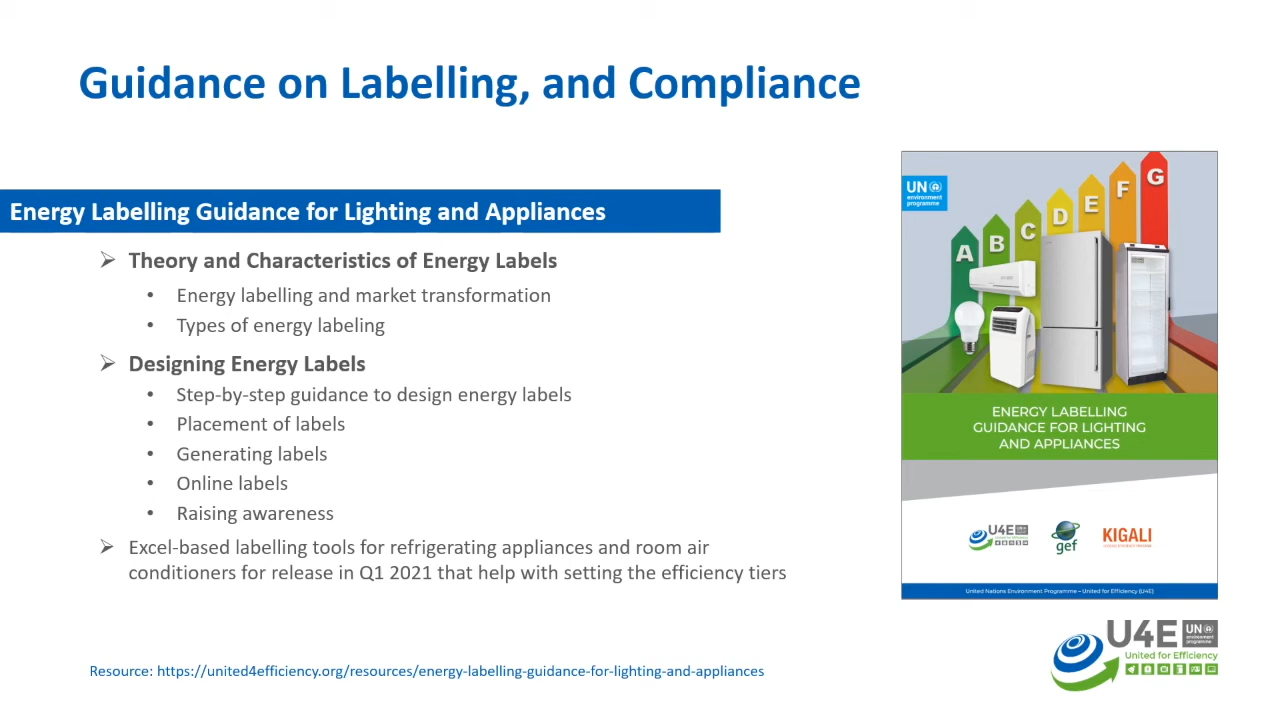 Guidance on Labelling, and Compliance
Energy Labelling Guidance for Lighting and Appliances
Theory and Characteristics of Energy Labels
Energy labelling and market transformation
Types of energy labeling
Designing Energy Labels
Step-by-step guidance to design energy labels
Placement of labels
Generating labels
Online labels
Raising awareness
Excel-based labelling tools for refrigerating appliances and room air
conditioners for release in Q1 2021 that help with setting the efficiency tiers
Resource: https://united4efficiency.org/resources/energy-labelling-guidance-for-lighting-and-appliances
UN
environment
programme
A
B
C
D
E
F
G
ENERGY LABELLING
GUIDANCE FOR LIGHTING
AND APPLIANCES
U4E
gef
KIGALI
United Nations Environment Programme – United for Efficiency (U4E)
U4E
UN
environment
programme
United for Efficiency